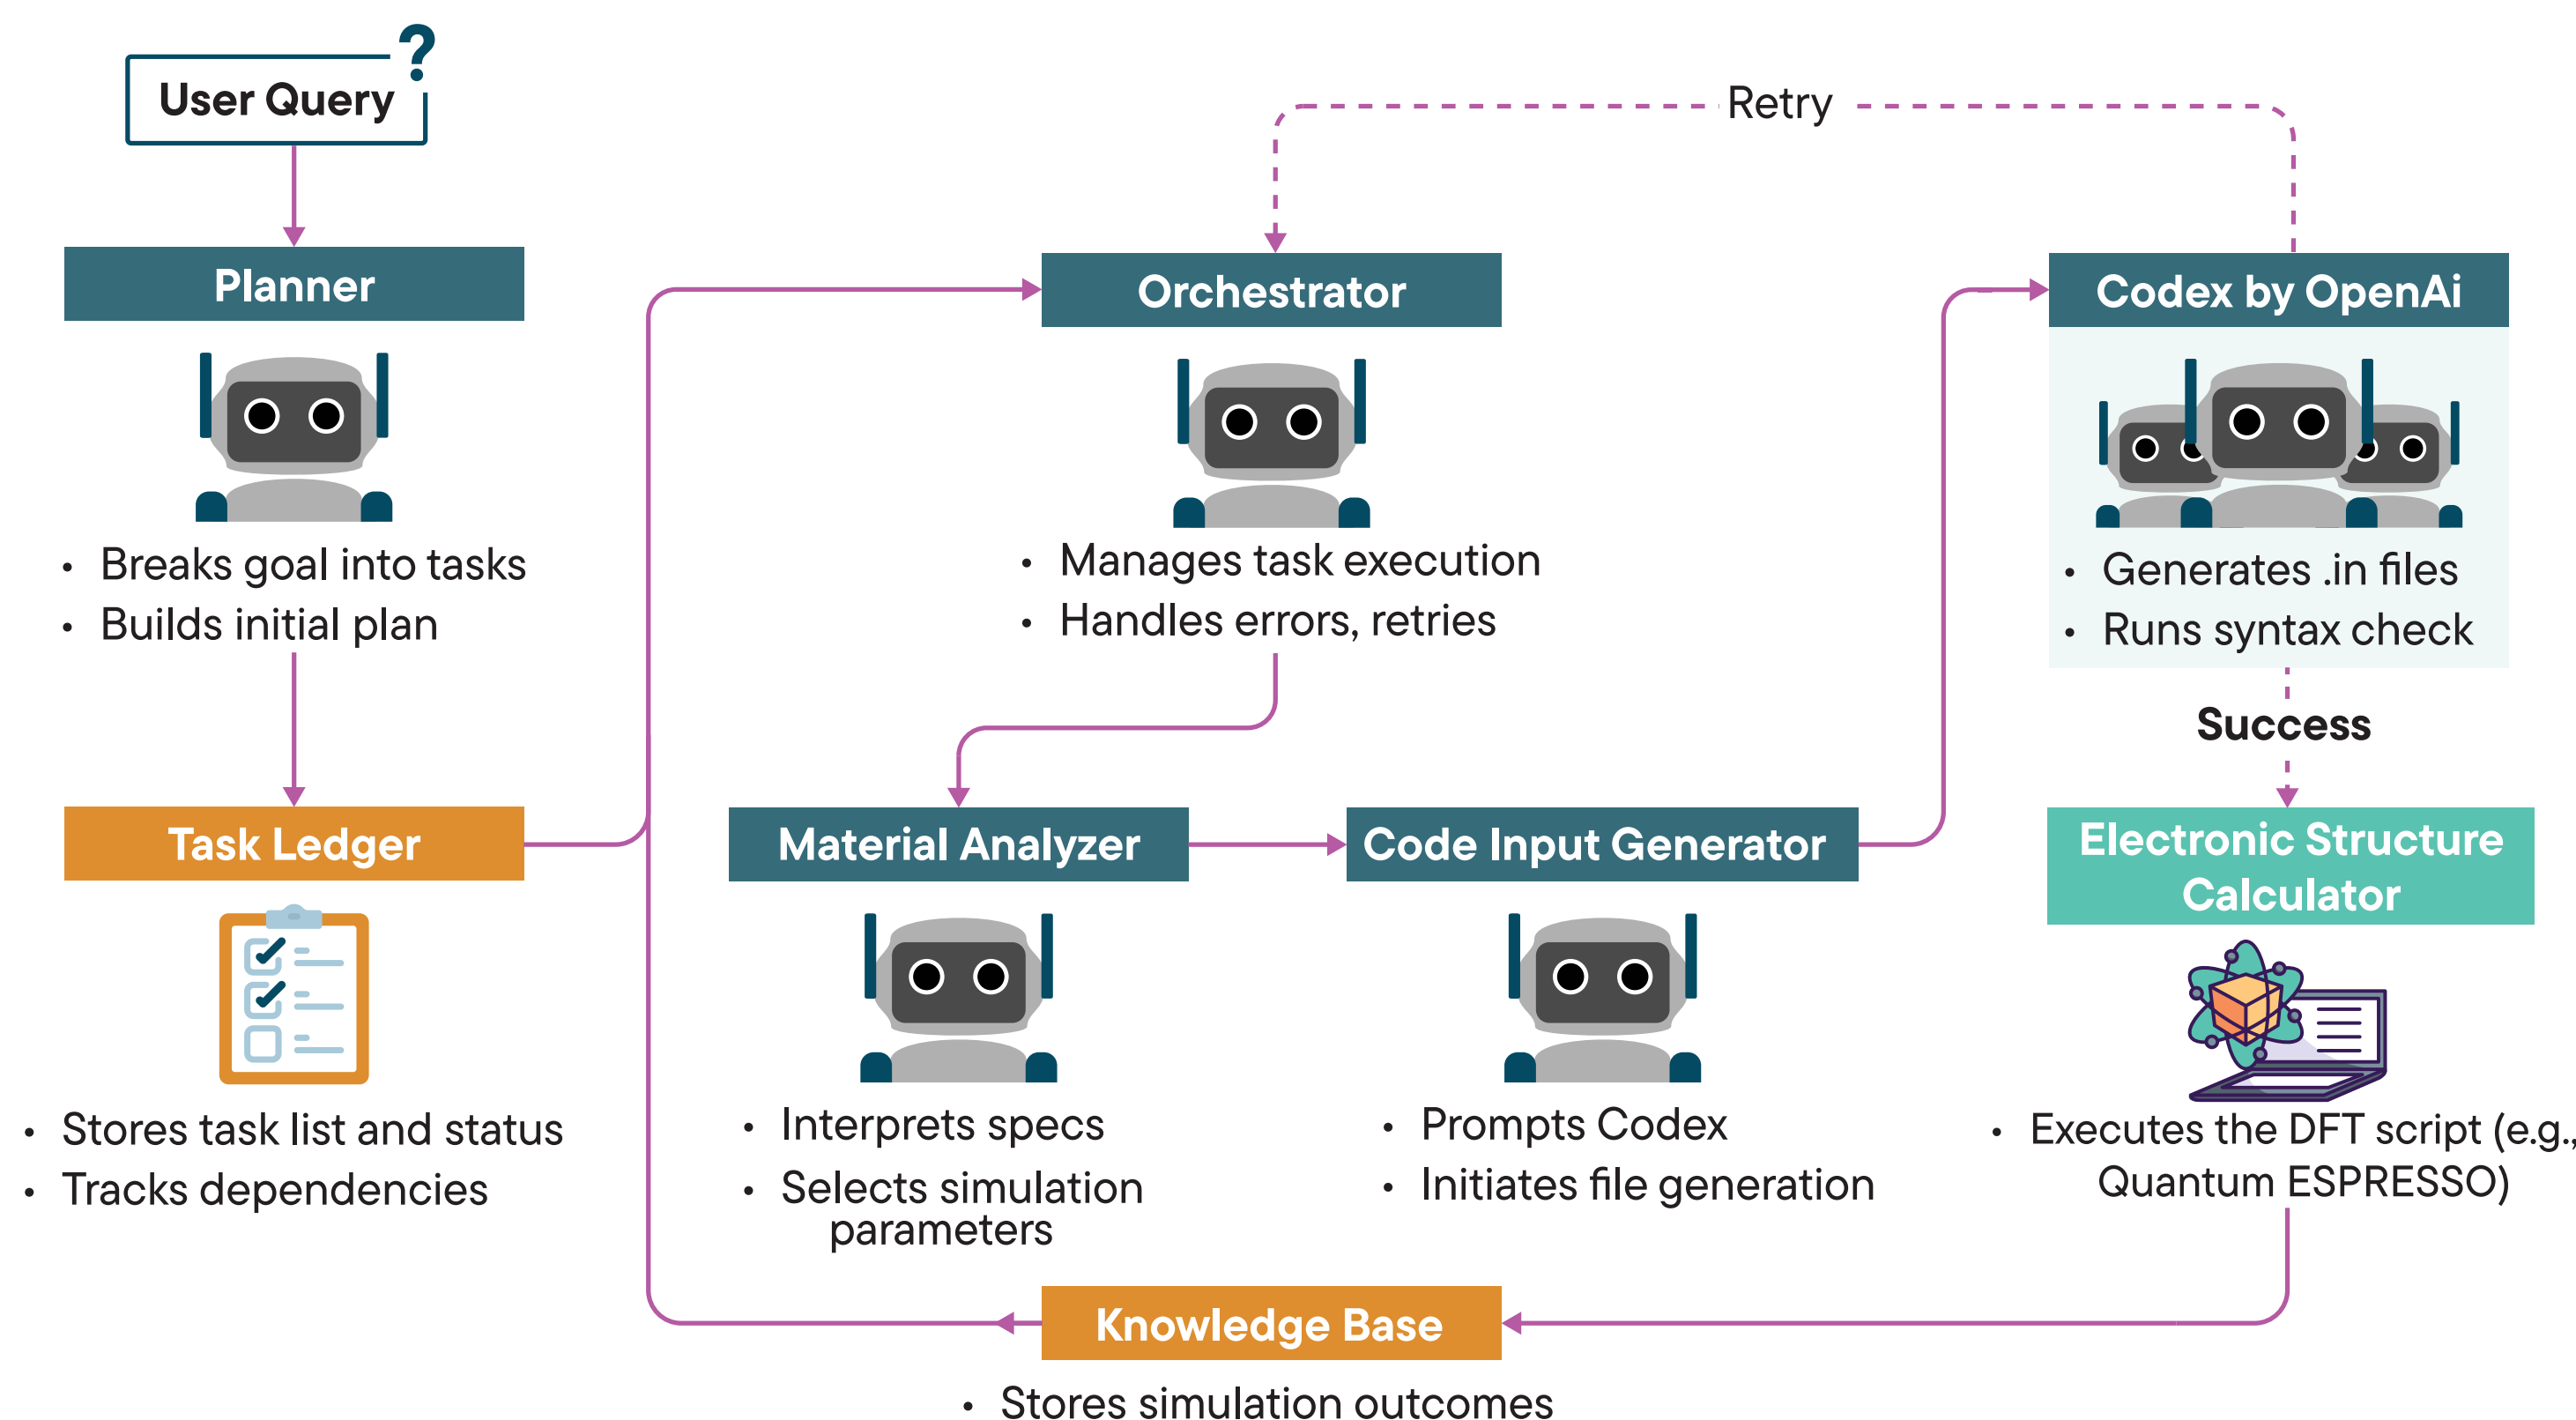 User Query
?
Planner
• Breaks goal into tasks
• Builds initial plan
Task Ledger
• Stores task list and status
• Tracks dependencies
Retry
Orchestrator
• Manages task execution
• Handles errors, retries
Material Analyzer
• Interprets specs
• Selects simulation
parameters
Code Input Generator
• Prompts Codex
• Initiates file generation
Codex by OpenAi
• Generates .in files
• Runs syntax check
Success
Electronic Structure
Calculator
• Executes the DFT script (e.g.,
Quantum ESPRESSO)
Knowledge Base
• Stores simulation outcomes